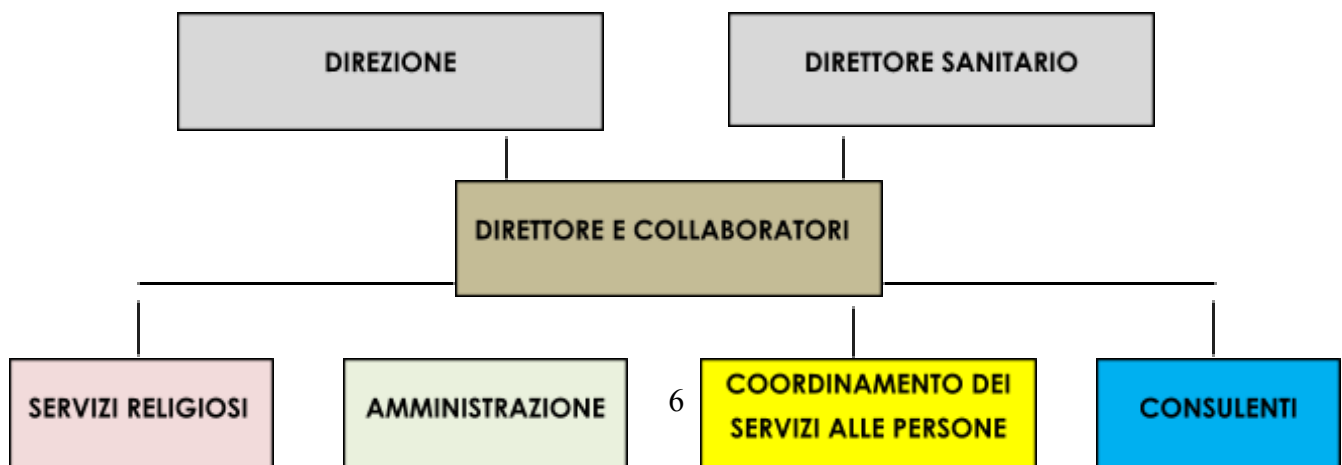 DIREZIONE
DIRETTORE SANITARIO
DIRETTORE E COLLABORATORI
SERVIZI RELIGIOSI
AMMINISTRAZIONE
6
COORDINAMENTO DEI
SERVIZI ALLE PERSONE
CONSULENTI